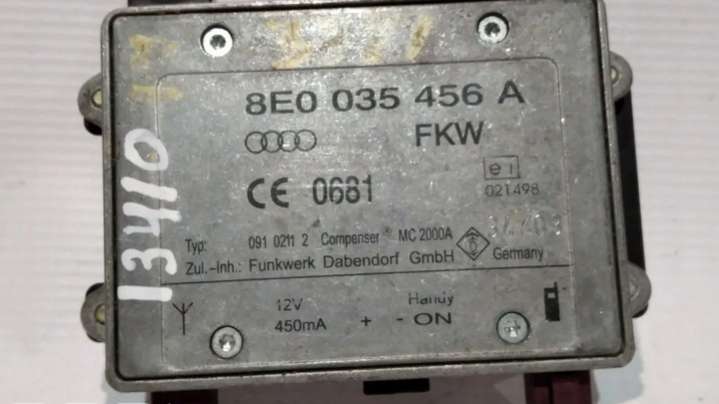 8E0 035 456 A
FKW
CE 0681
e1
021498
Typ: 091 0211 2 Compenser MC 2000A
Zul.-Inh.: Funkwerk Dabendorf GmbH Germany
12V
450mA + - ON
Handy
13410